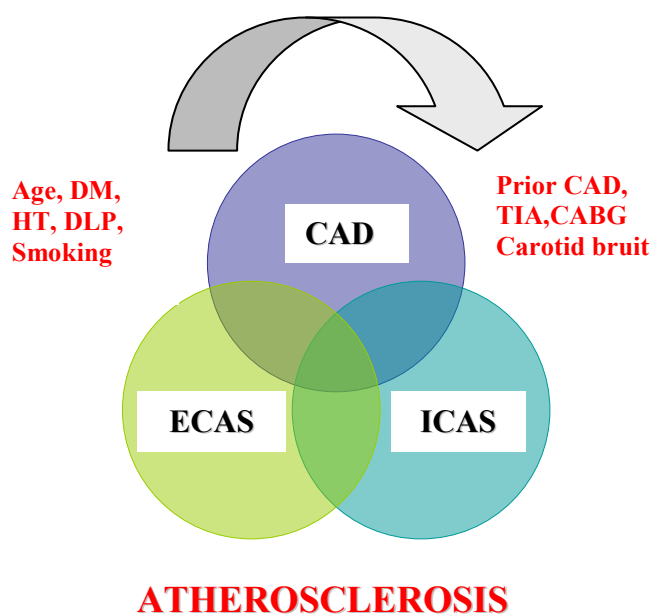 Age, DM,
HT, DLP,
Smoking
Prior CAD,
TIA,CABG
Carotid bruit
CAD
ECAS
ICAS
ATHEROSCLEROSIS